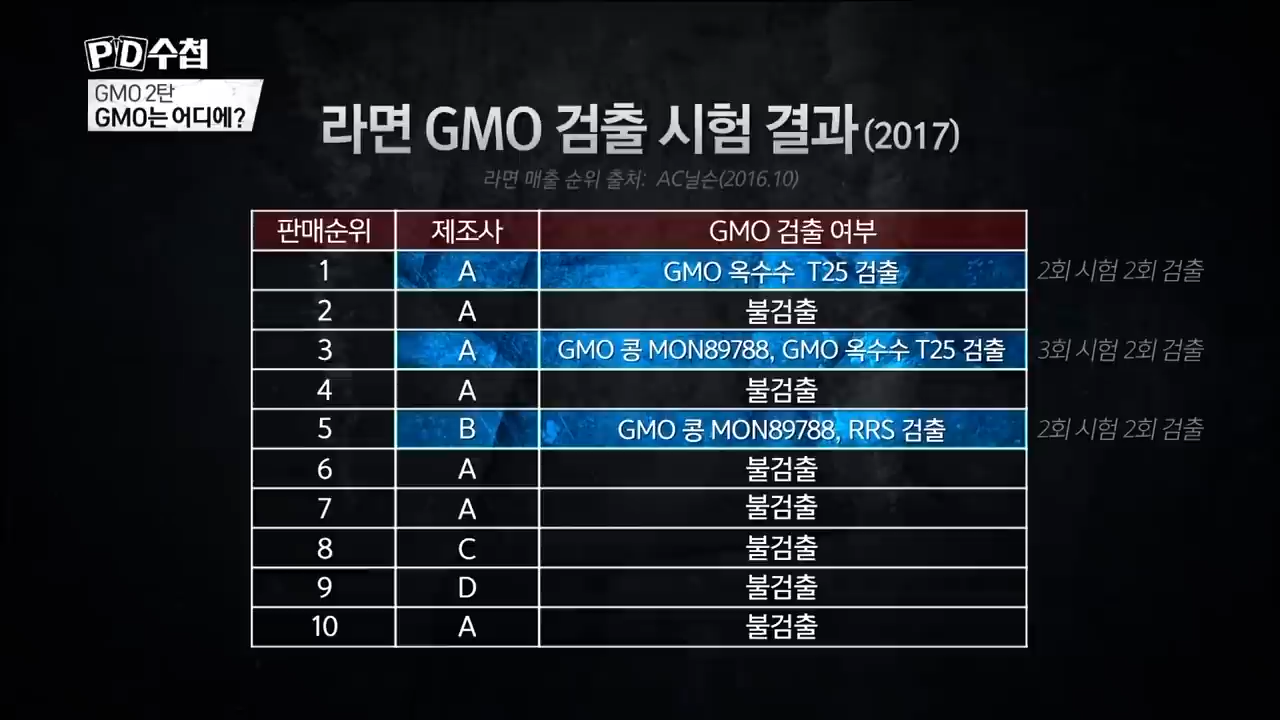 PD수첩
GMO 2탄
GMO는 어디에?
라면 GMO 검출 시험 결과(2017)
라면 매출 순위 출처: AC닐슨(2016.10)
판매순위 제조사 GMO 검출 여부
1 A GMO 옥수수 T25 검출 2회 시험 2회 검출
2 A 불검출
3 A GMO 콩 MON89788, GMO 옥수수 T25 검출 3회 시험 2회 검출
4 A 불검출
5 B GMO 콩 MON89788, RRS 검출 2회 시험 2회 검출
6 A 불검출
7 A 불검출
8 C 불검출
9 D 불검출
10 A 불검출